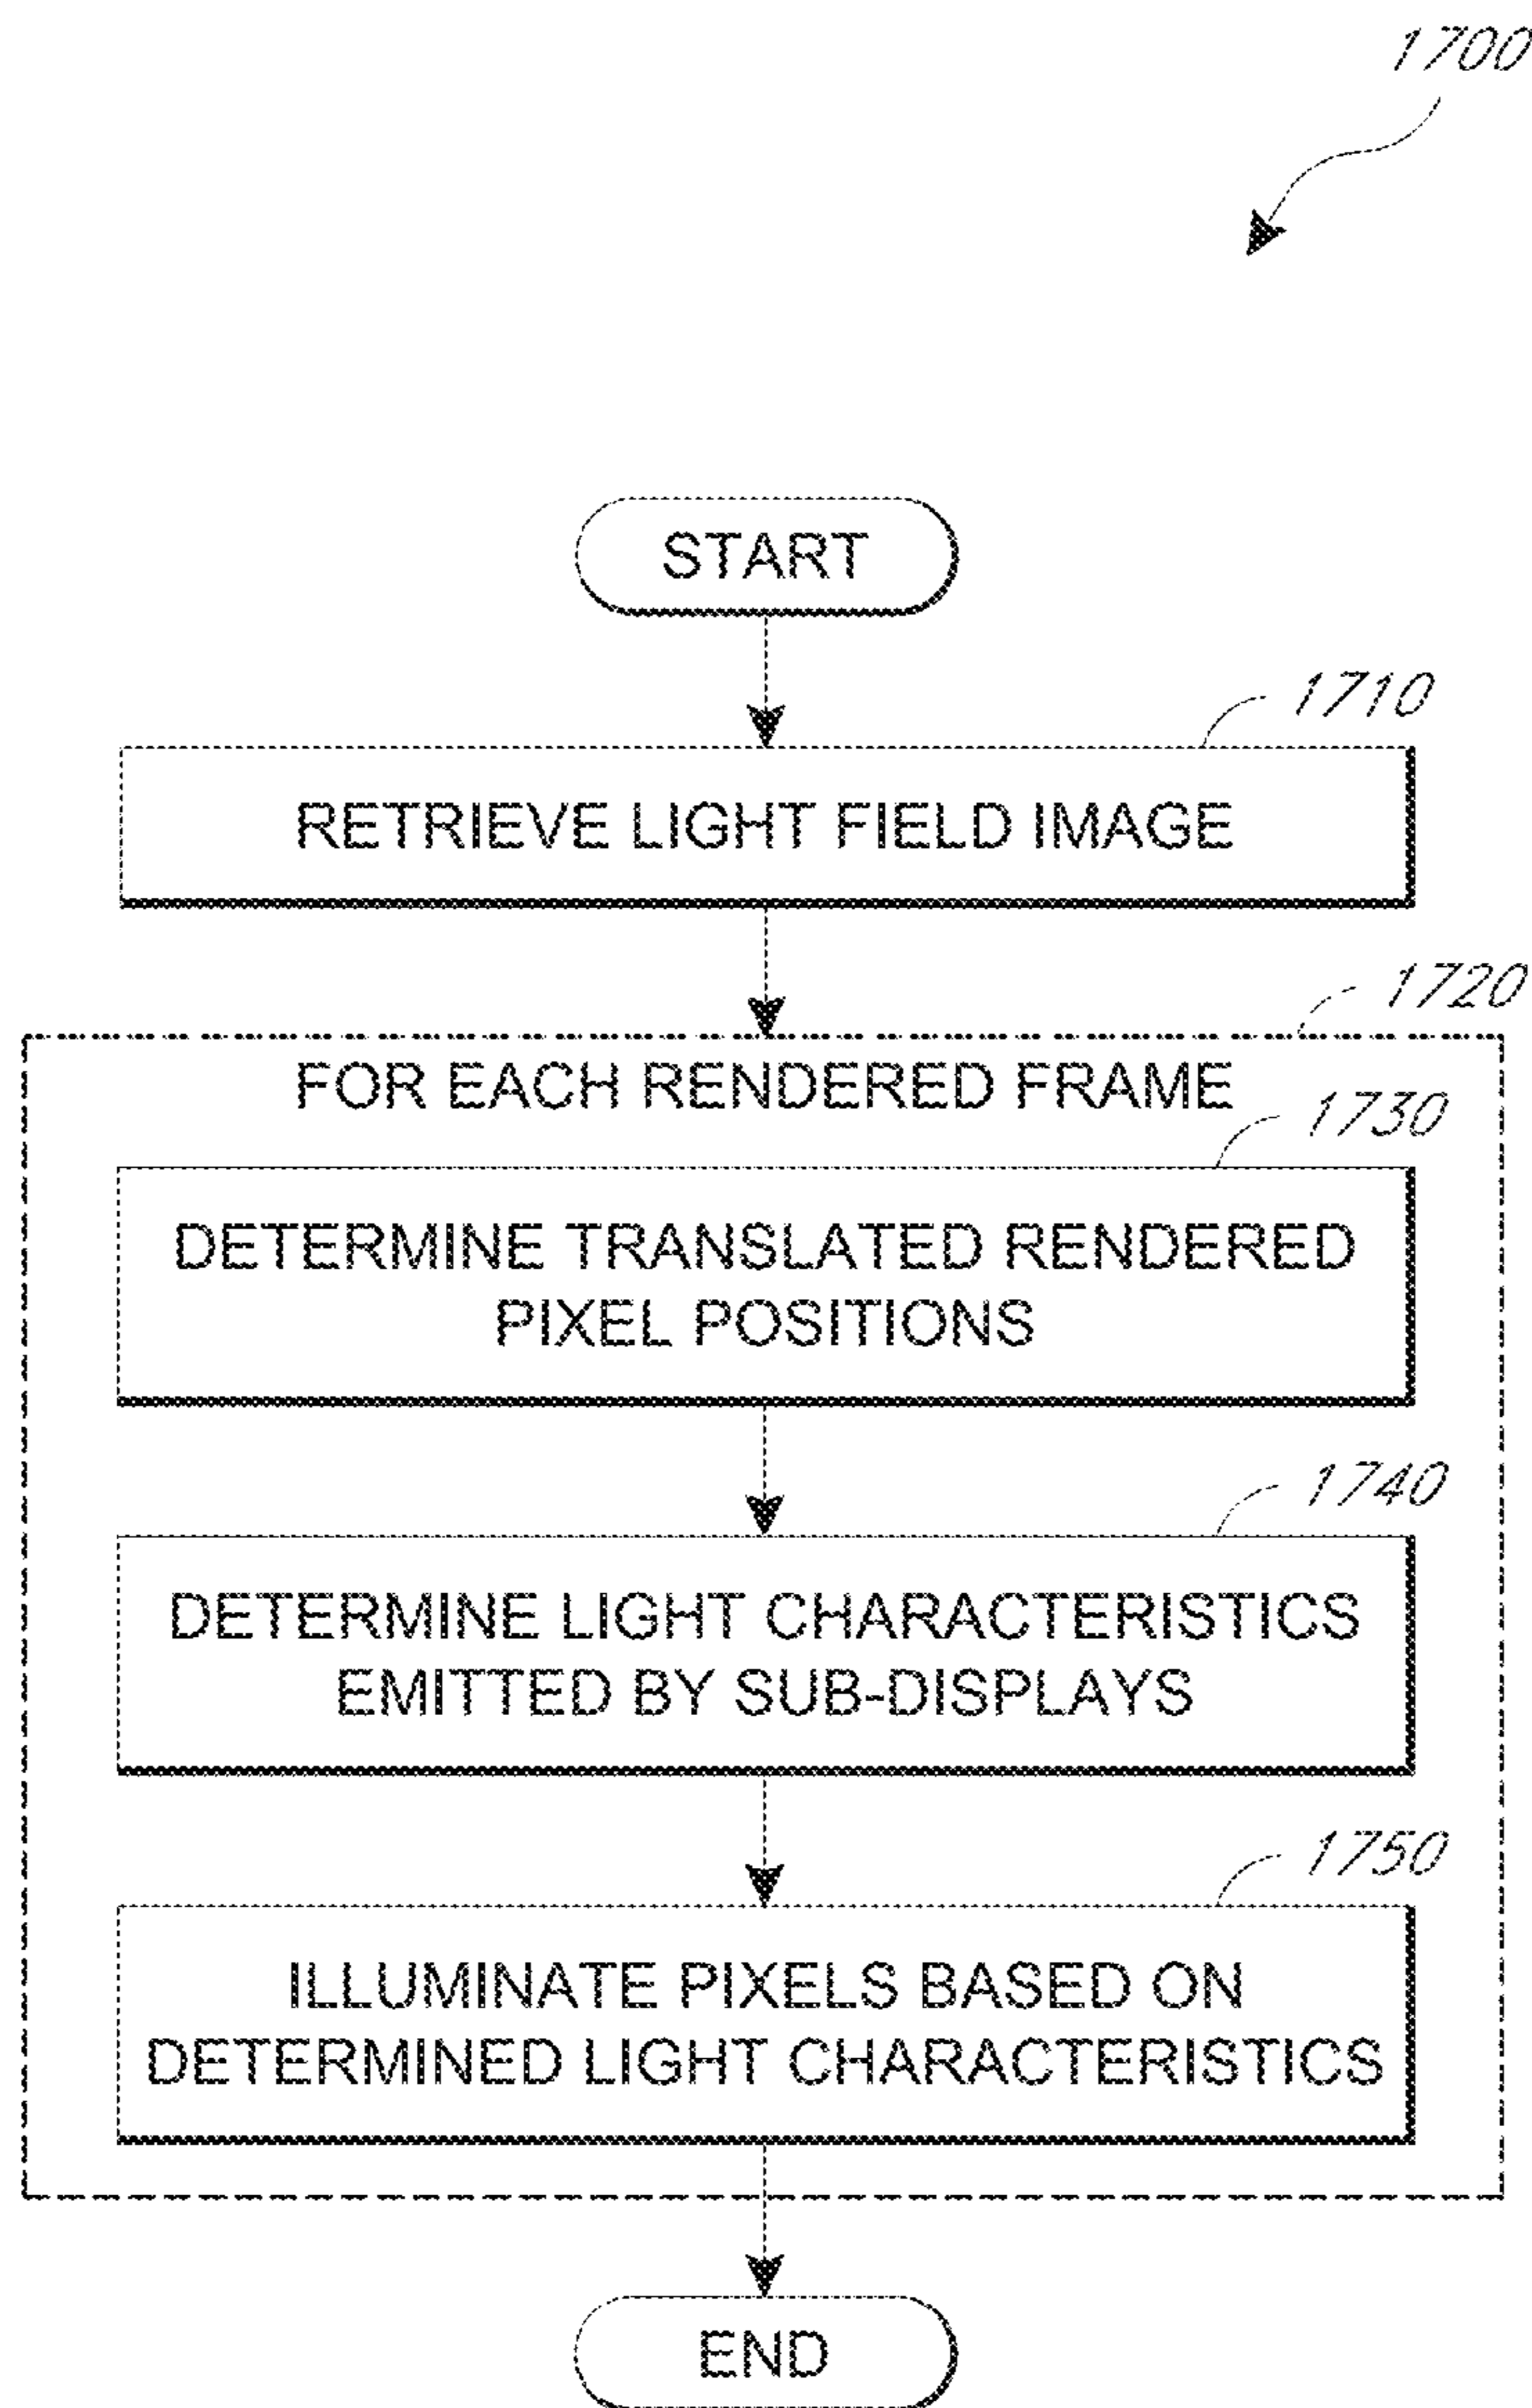 1700
START
1710
RETRIEVE LIGHT FIELD IMAGE
1720
FOR EACH RENDERED FRAME
1730
DETERMINE TRANSLATED RENDERED
PIXEL POSITIONS
1740
DETERMINE LIGHT CHARACTERISTICS
EMITTED BY SUB-DISPLAYS
1750
ILLUMINATE PIXELS BASED ON
DETERMINED LIGHT CHARACTERISTICS
END